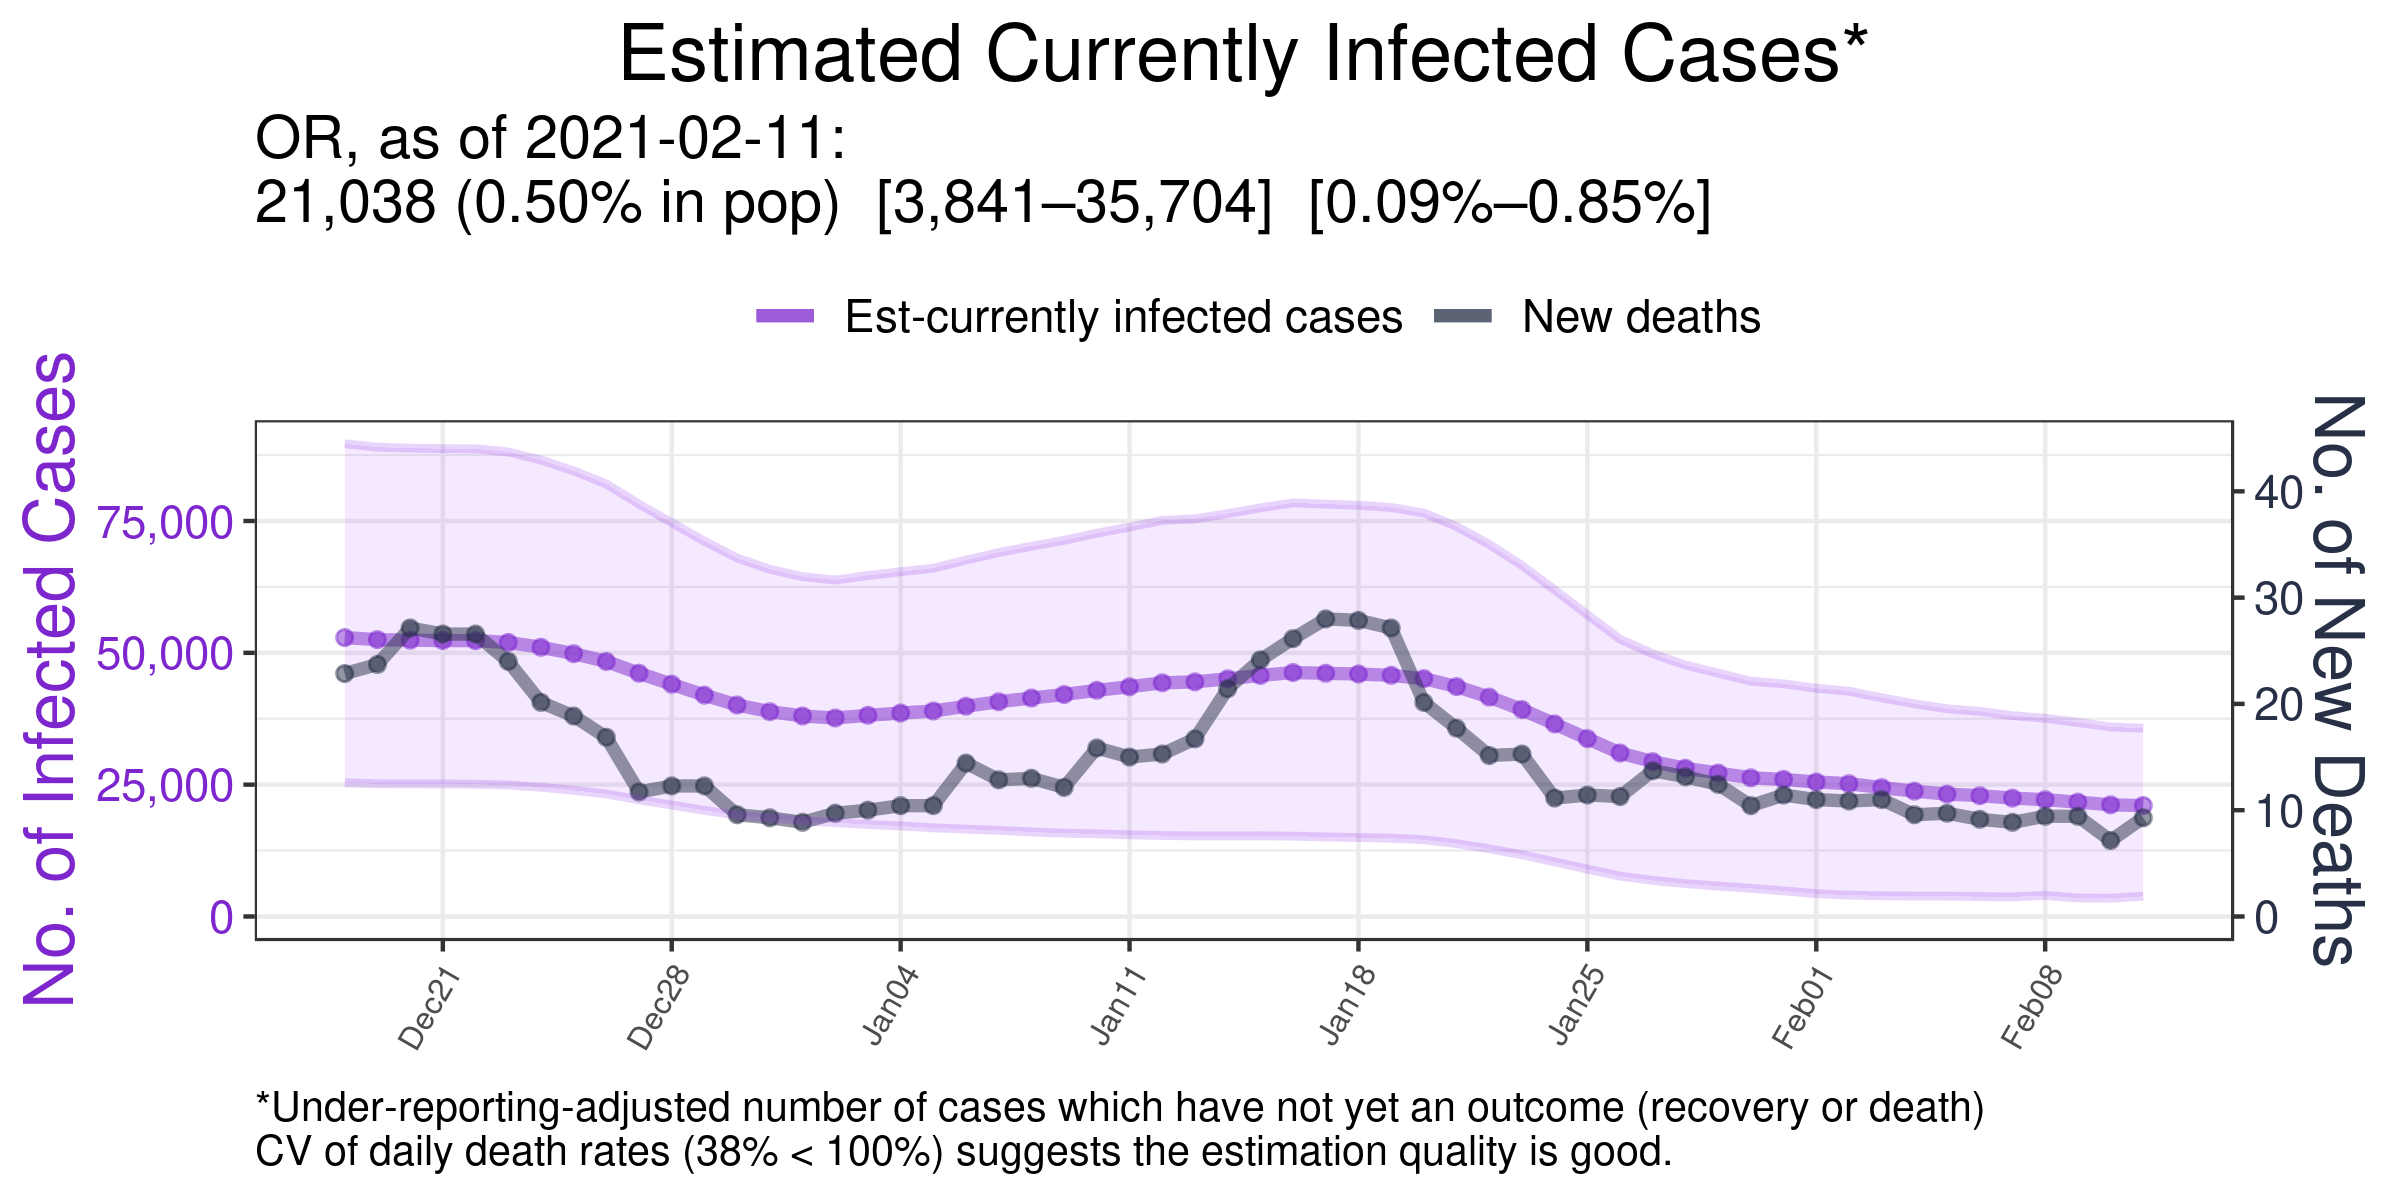 Estimated Currently Infected Cases*
OR, as of 2021-02-11:
21,038 (0.50% in pop)  [3,841–35,704]  [0.09%–0.85%]
Est-currently infected cases
New deaths
No. of Infected Cases
75,000
50,000
25,000
0
No. of New Deaths
40
30
20
10
0
Dec21
Dec28
Jan04
Jan11
Jan18
Jan25
Feb01
Feb08
*Under-reporting-adjusted number of cases which have not yet an outcome (recovery or death)
CV of daily death rates (38% < 100%) suggests the estimation quality is good.